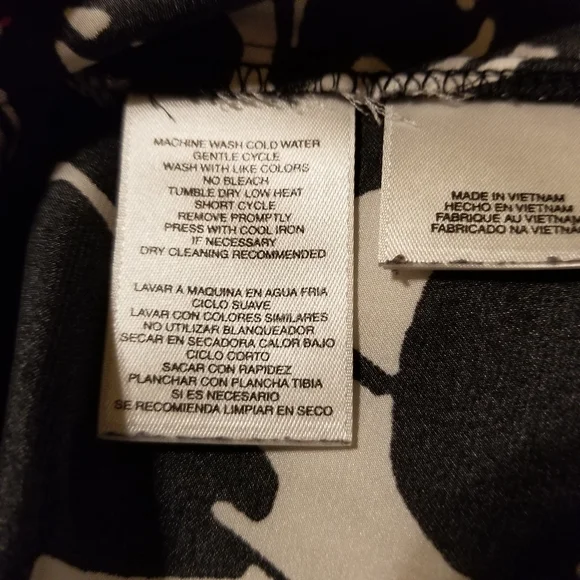 MACHINE WASH COLD WATER
GENTLE CYCLE
WASH WITH LIKE COLORS
NO BLEACH
TUMBLE DRY LOW HEAT
SHORT CYCLE
REMOVE PROMPTLY
PRESS WITH COOL IRON
IF NECESSARY
DRY CLEANING RECOMMENDED
LAVAR A MAQUINA EN AGUA FRIA
CICLO SUAVE
LAVAR CON COLORES SIMILARES
NO UTILIZAR BLANQUEADOR
SECAR EN SECADORA CALOR BAJO
CICLO CORTO
SACAR CON RAPIDEZ
PLANCHAR CON PLANCHA TIBIA
SI ES NECESARIO
SE RECOMIENDA LIMPIAR EN SECO
MADE IN VIETNAM
HECHO EN VIETNAM
FABRIQUE AU VIETNAM
FABRICADO NA VIETNA